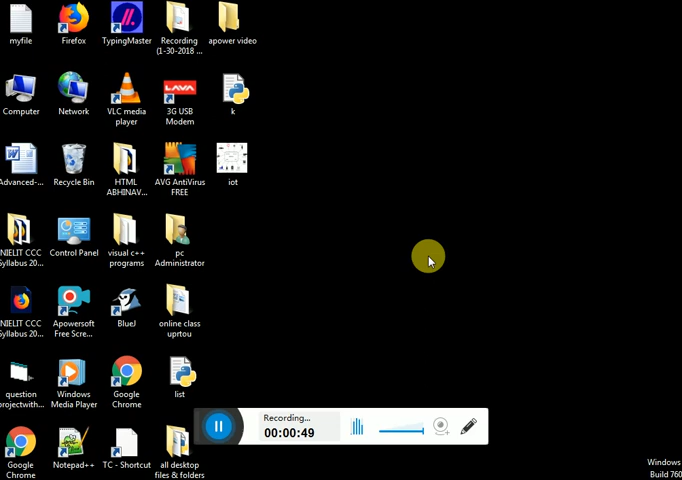 myfile
Firefox
TypingMaster
Recording
(1-30-2018 ...
apower video
Computer
Network
VLC media
player
LAVA
3G USB
Modem
k
Advanced-...
Recycle Bin
HTML
ABHINAV...
AVG AntiVirus
FREE
iot
NIELIT CCC
Syllabus 20...
Control Panel
visual c++
programs
pc
Administrator
NIELIT CCC
Syllabus 20...
Apowersoft
Free Scre...
BlueJ
online class
uprtou
question
projectwith...
Windows
Media Player
Google
Chrome
list
Recording...
00:00:49
Google
Chrome
Notepad++
TC - Shortcut
all desktop
files & folders
Windows
Build 760